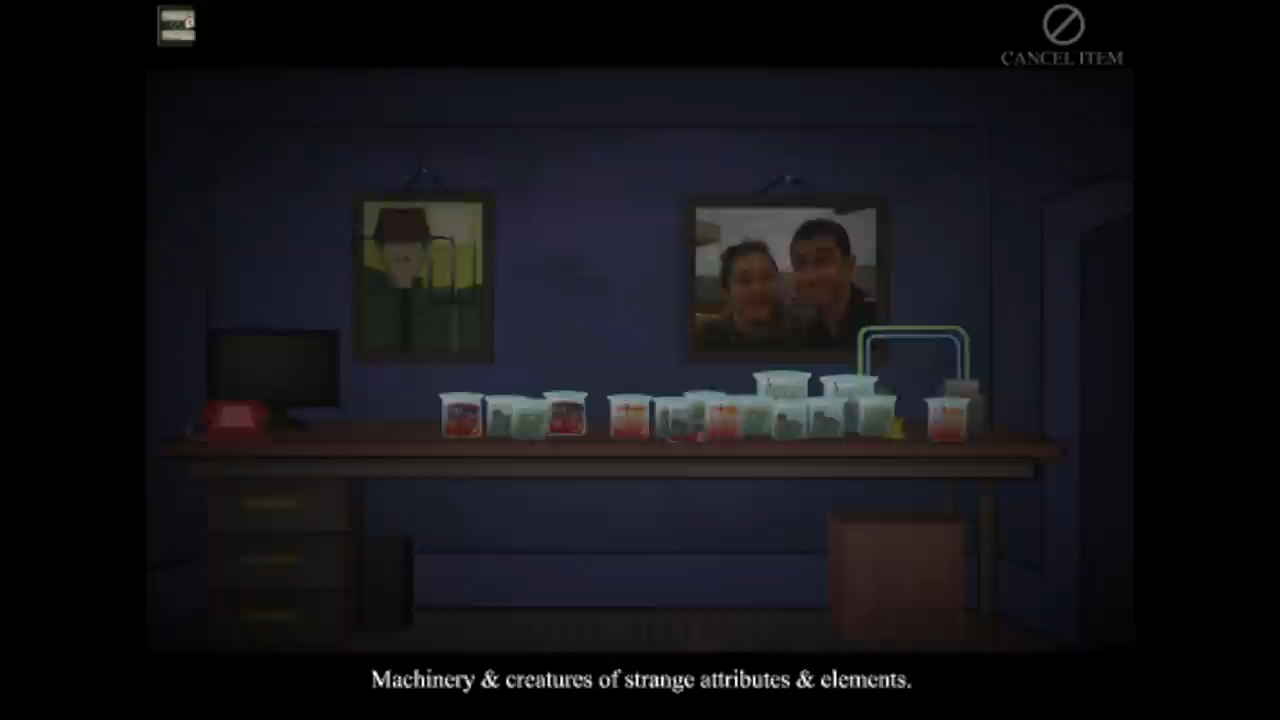 CANCEL ITEM
Machinery & creatures of strange attributes & elements.